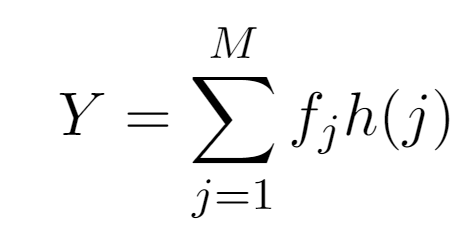 Y = \sum_{j=1}^{M} f_j h(j)